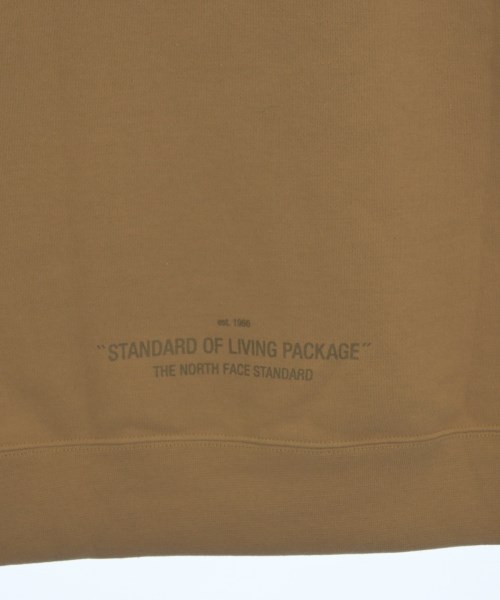 est. 1966
"STANDARD OF LIVING PACKAGE"
THE NORTH FACE STANDARD